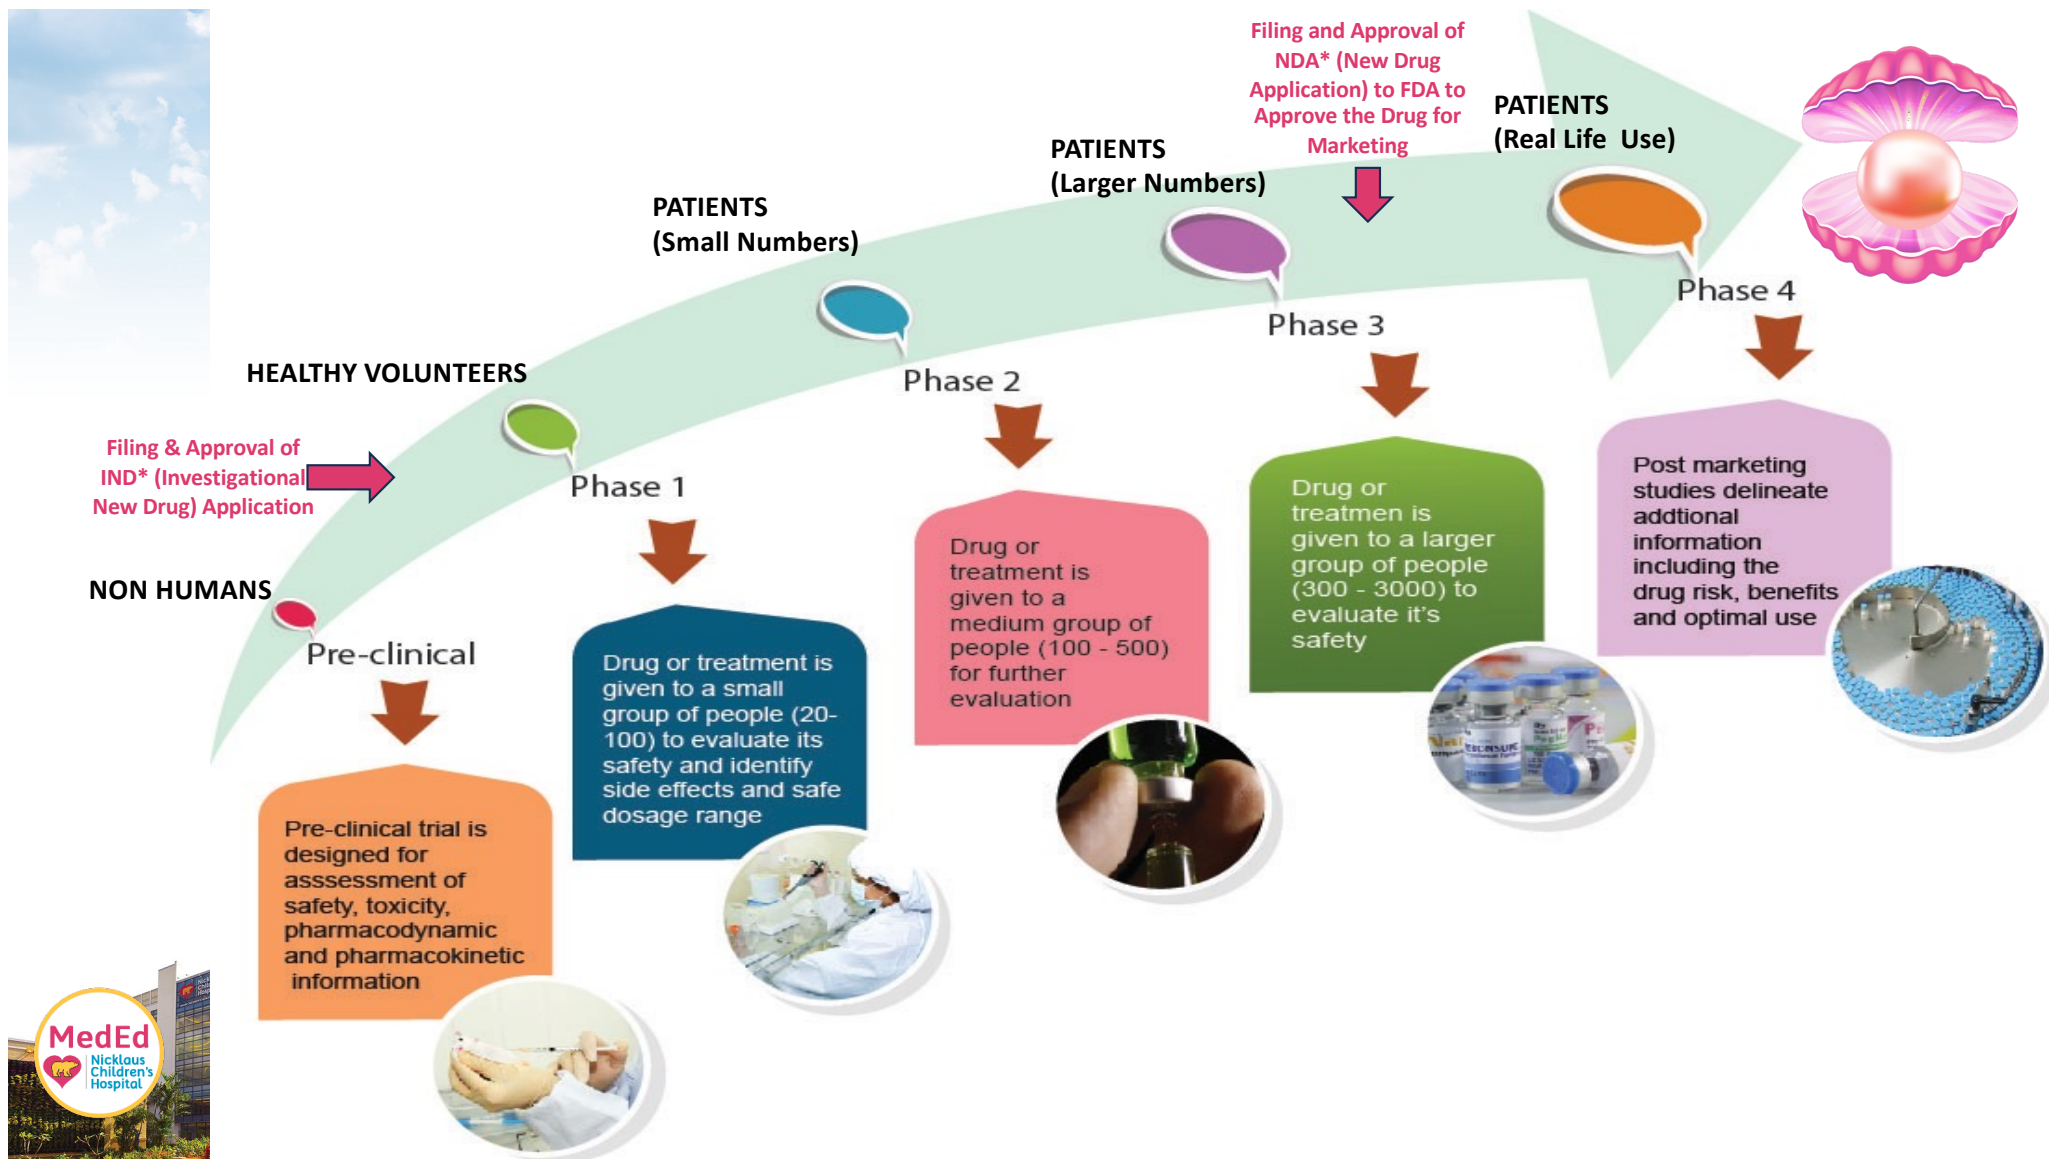 Filing and Approval of
NDA* (New Drug
Application) to FDA to
Approve the Drug for
Marketing
PATIENTS
(Real Life  Use)
PATIENTS
(Larger Numbers)
PATIENTS
(Small Numbers)
HEALTHY VOLUNTEERS
Filing & Approval of
IND* (Investigational
New Drug) Application
NON HUMANS
Pre-clinical
Phase 1
Phase 2
Phase 3
Phase 4
Pre-clinical trial is
designed for
asssessment of
safety, toxicity,
pharmacodynamic
and pharmacokinetic
information
Drug or treatment is
given to a small
group of people (20-
100) to evaluate its
safety and identify
side effects and safe
dosage range
Drug or
treatment is
given to a
medium group of
people (100 - 500)
for further
evaluation
Drug or
treatmen is
given to a larger
group of people
(300 - 3000) to
evaluate it's
safety
Post marketing
studies delineate
addtional
information
including the
drug risk, benefits
and optimal use
MedEd
Nicklaus
Children's
Hospital